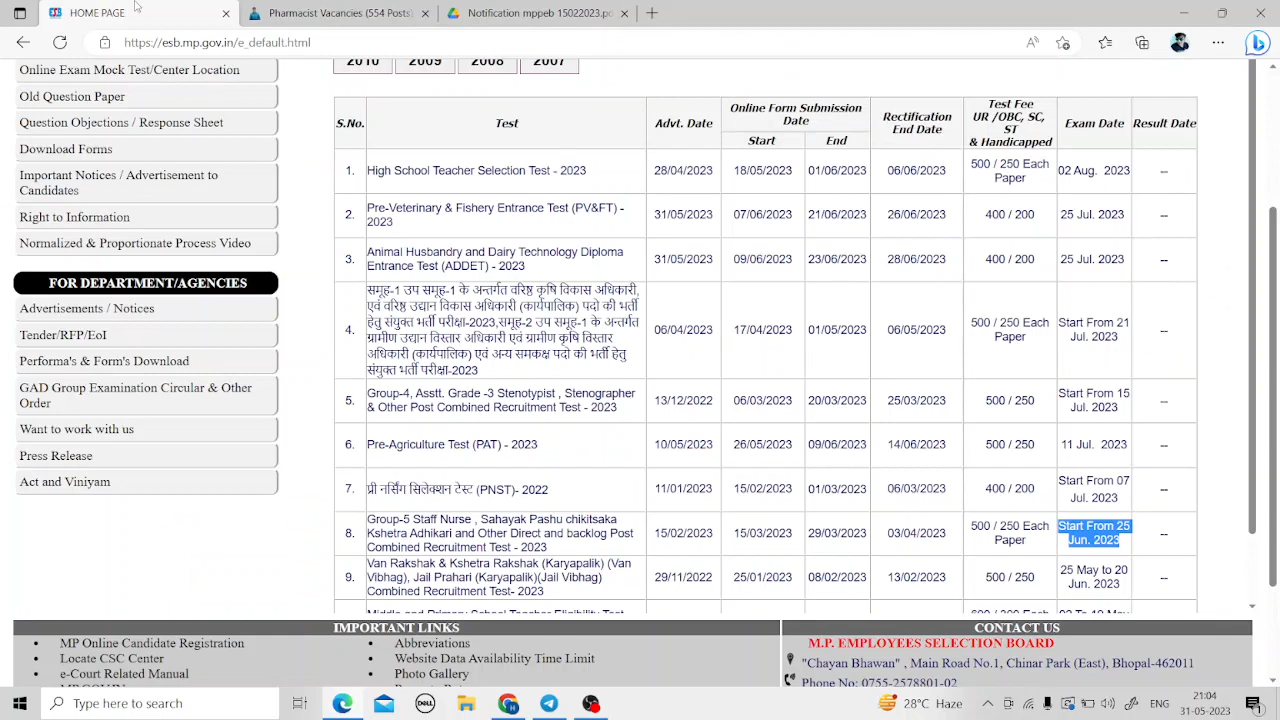 HOME PAGE
Pharmacist Vacancies (554 Posts)
Notification mppeb 15022023.p
https://esb.mp.gov.in/e_default.html
Online Exam Mock Test/Center Location
Old Question Paper
Question Objections / Response Sheet
Download Forms
Important Notices / Advertisement to
Candidates
Right to Information
Normalized & Proportionate Process Video
FOR DEPARTMENT/AGENCIES
Advertisements / Notices
Tender/RFP/EoI
Performa's & Form's Download
GAD Group Examination Circular & Other
Order
Want to work with us
Press Release
Act and Viniyam
2010 2009 2008 2007
S.No. Test Advt. Date Online Form Submission Date Start End Rectification End Date Test Fee UR /OBC, SC, ST & Handicapped Exam Date Result Date
1. High School Teacher Selection Test - 2023 28/04/2023 18/05/2023 01/06/2023 06/06/2023 500 / 250 Each Paper 02 Aug. 2023 --
2. Pre-Veterinary & Fishery Entrance Test (PV&FT) -
2023 31/05/2023 07/06/2023 21/06/2023 26/06/2023 400 / 200 25 Jul. 2023 --
3. Animal Husbandry and Dairy Technology Diploma
Entrance Test (ADDET) - 2023 31/05/2023 09/06/2023 23/06/2023 28/06/2023 400 / 200 25 Jul. 2023 --
समूह-1 उप समूह-1 के अन्तर्गत वरिष्ठ कृषि विकास अधिकारी,
एवं वरिष्ठ उद्यान विकास अधिकारी (कार्यपालिक) पदो की भर्ती
हेतु संयुक्त भर्ती परीक्षा-2023,समूह-2 उप समूह-1 के अन्तर्गत
4. ग्रामीण उद्यान विस्तार अधिकारी एवं ग्रामीण कृषि विस्तार 06/04/2023 17/04/2023 01/05/2023 06/05/2023 500 / 250 Each Paper Start From 21 Jul. 2023 --
अधिकारी (कार्यपालिक) एवं अन्य समकक्ष पदो की भर्ती हेतु
संयुक्त भर्ती परीक्षा-2023
5. Group-4, Asstt. Grade -3 Stenotypist , Stenographer
& Other Post Combined Recruitment Test - 2023 13/12/2022 06/03/2023 20/03/2023 25/03/2023 500 / 250 Start From 15 Jul. 2023 --
6. Pre-Agriculture Test (PAT) - 2023 10/05/2023 26/05/2023 09/06/2023 14/06/2023 500 / 250 11 Jul. 2023 --
7. प्री नर्सिंग सिलेक्शन टेस्ट (PNST)- 2022 11/01/2023 15/02/2023 01/03/2023 06/03/2023 400 / 200 Start From 07 Jul. 2023 --
8. Group-5 Staff Nurse , Sahayak Pashu chikitsaka
Kshetra Adhikari and Other Direct and backlog Post
Combined Recruitment Test - 2023 15/02/2023 15/03/2023 29/03/2023 03/04/2023 500 / 250 Each Paper Start From 25 Jun. 2023 --
9. Van Rakshak & Kshetra Rakshak (Karyapalik) (Van
Vibhag), Jail Prahari (Karyapalik)(Jail Vibhag)
Combined Recruitment Test- 2023 29/11/2022 25/01/2023 08/02/2023 13/02/2023 500 / 250 25 May to 20 Jun. 2023 --
IMPORTANT LINKS
MP Online Candidate Registration
Locate CSC Center
e-Court Related Manual
Abbreviations
Website Data Availability Time Limit
Photo Gallery
CONTACT US
M.P. EMPLOYEES SELECTION BOARD
"Chayan Bhawan" , Main Road No.1, Chinar Park (East), Bhopal-462011
Phone No: 0755-2578801-02
Type here to search
DELL
28°C Haze
ENG
21:04
31-05-2023